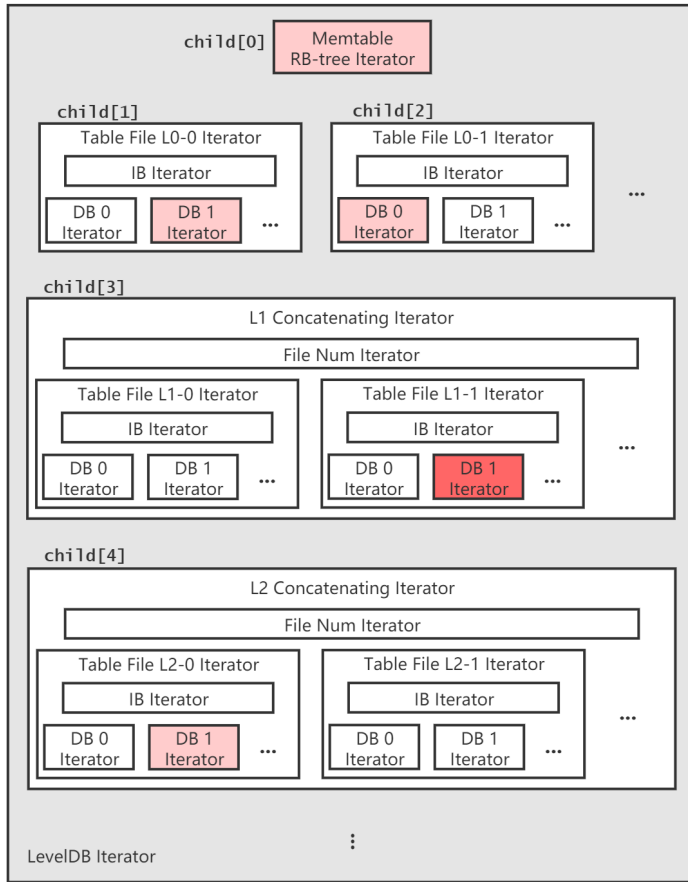 child[0]
Memtable
RB-tree Iterator
child[1]
child[2]
Table File L0-0 Iterator
IB Iterator
DB 0
Iterator
DB 1
Iterator
...
Table File L0-1 Iterator
IB Iterator
DB 0
Iterator
DB 1
Iterator
...
...
child[3]
L1 Concatenating Iterator
File Num Iterator
Table File L1-0 Iterator
IB Iterator
DB 0
Iterator
DB 1
Iterator
...
Table File L1-1 Iterator
IB Iterator
DB 0
Iterator
DB 1
Iterator
...
...
child[4]
L2 Concatenating Iterator
File Num Iterator
Table File L2-0 Iterator
IB Iterator
DB 0
Iterator
DB 1
Iterator
...
Table File L2-1 Iterator
IB Iterator
DB 0
Iterator
DB 1
Iterator
...
...
⋮
LevelDB Iterator